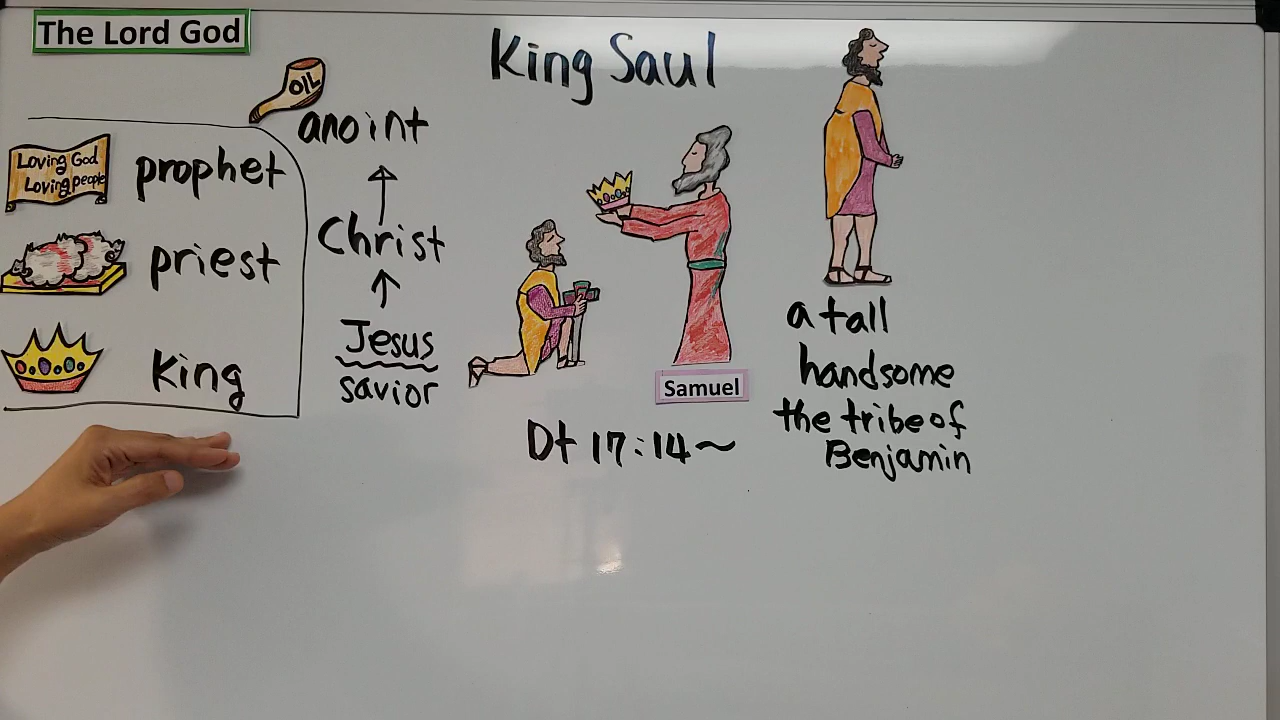 The Lord God
King Saul
OIL
anoint
Loving God
Loving people
prophet
Christ
priest
Jesus
savior
King
Samuel
a tall
handsome
the tribe of
Benjamin
Dt 17:14~